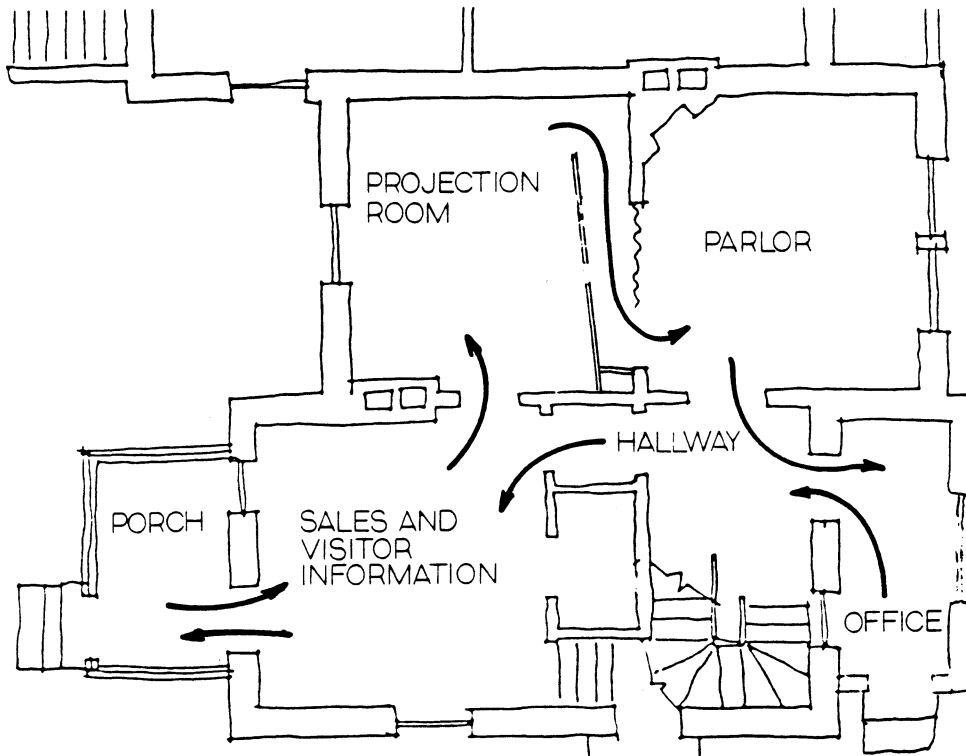 PROJECTION
ROOM
PARLOR
HALLWAY
PORCH
SALES AND
VISITOR
INFORMATION
OFFICE